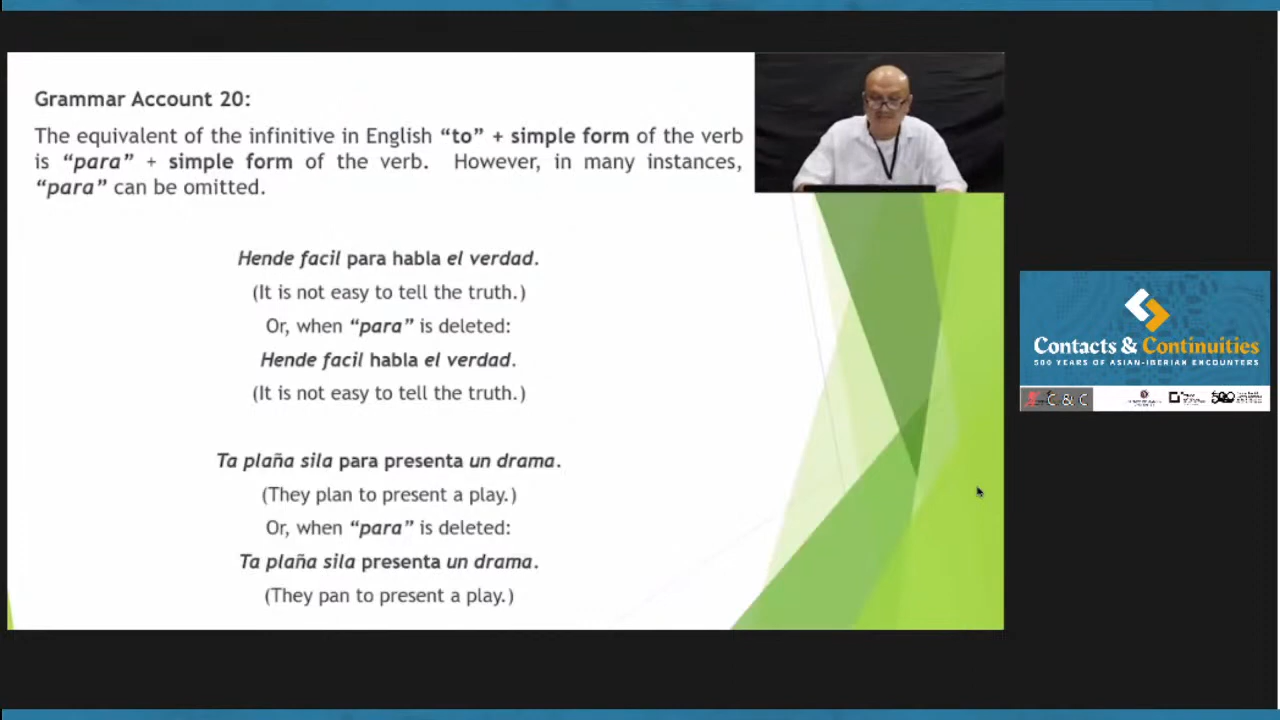 Grammar Account 20:
The equivalent of the infinitive in English “to” + simple form of the verb
is “para” + simple form of the verb. However, in many instances,
“para” can be omitted.
Hende facil para habla el verdad.
(It is not easy to tell the truth.)
Or, when “para” is deleted:
Hende facil habla el verdad.
(It is not easy to tell the truth.)
Ta plaña sila para presenta un drama.
(They plan to present a play.)
Or, when “para” is deleted:
Ta plaña sila presenta un drama.
(They pan to present a play.)
Contacts & Continuities
500 YEARS OF ASIAN-IBERIAN ENCOUNTERS
C&C